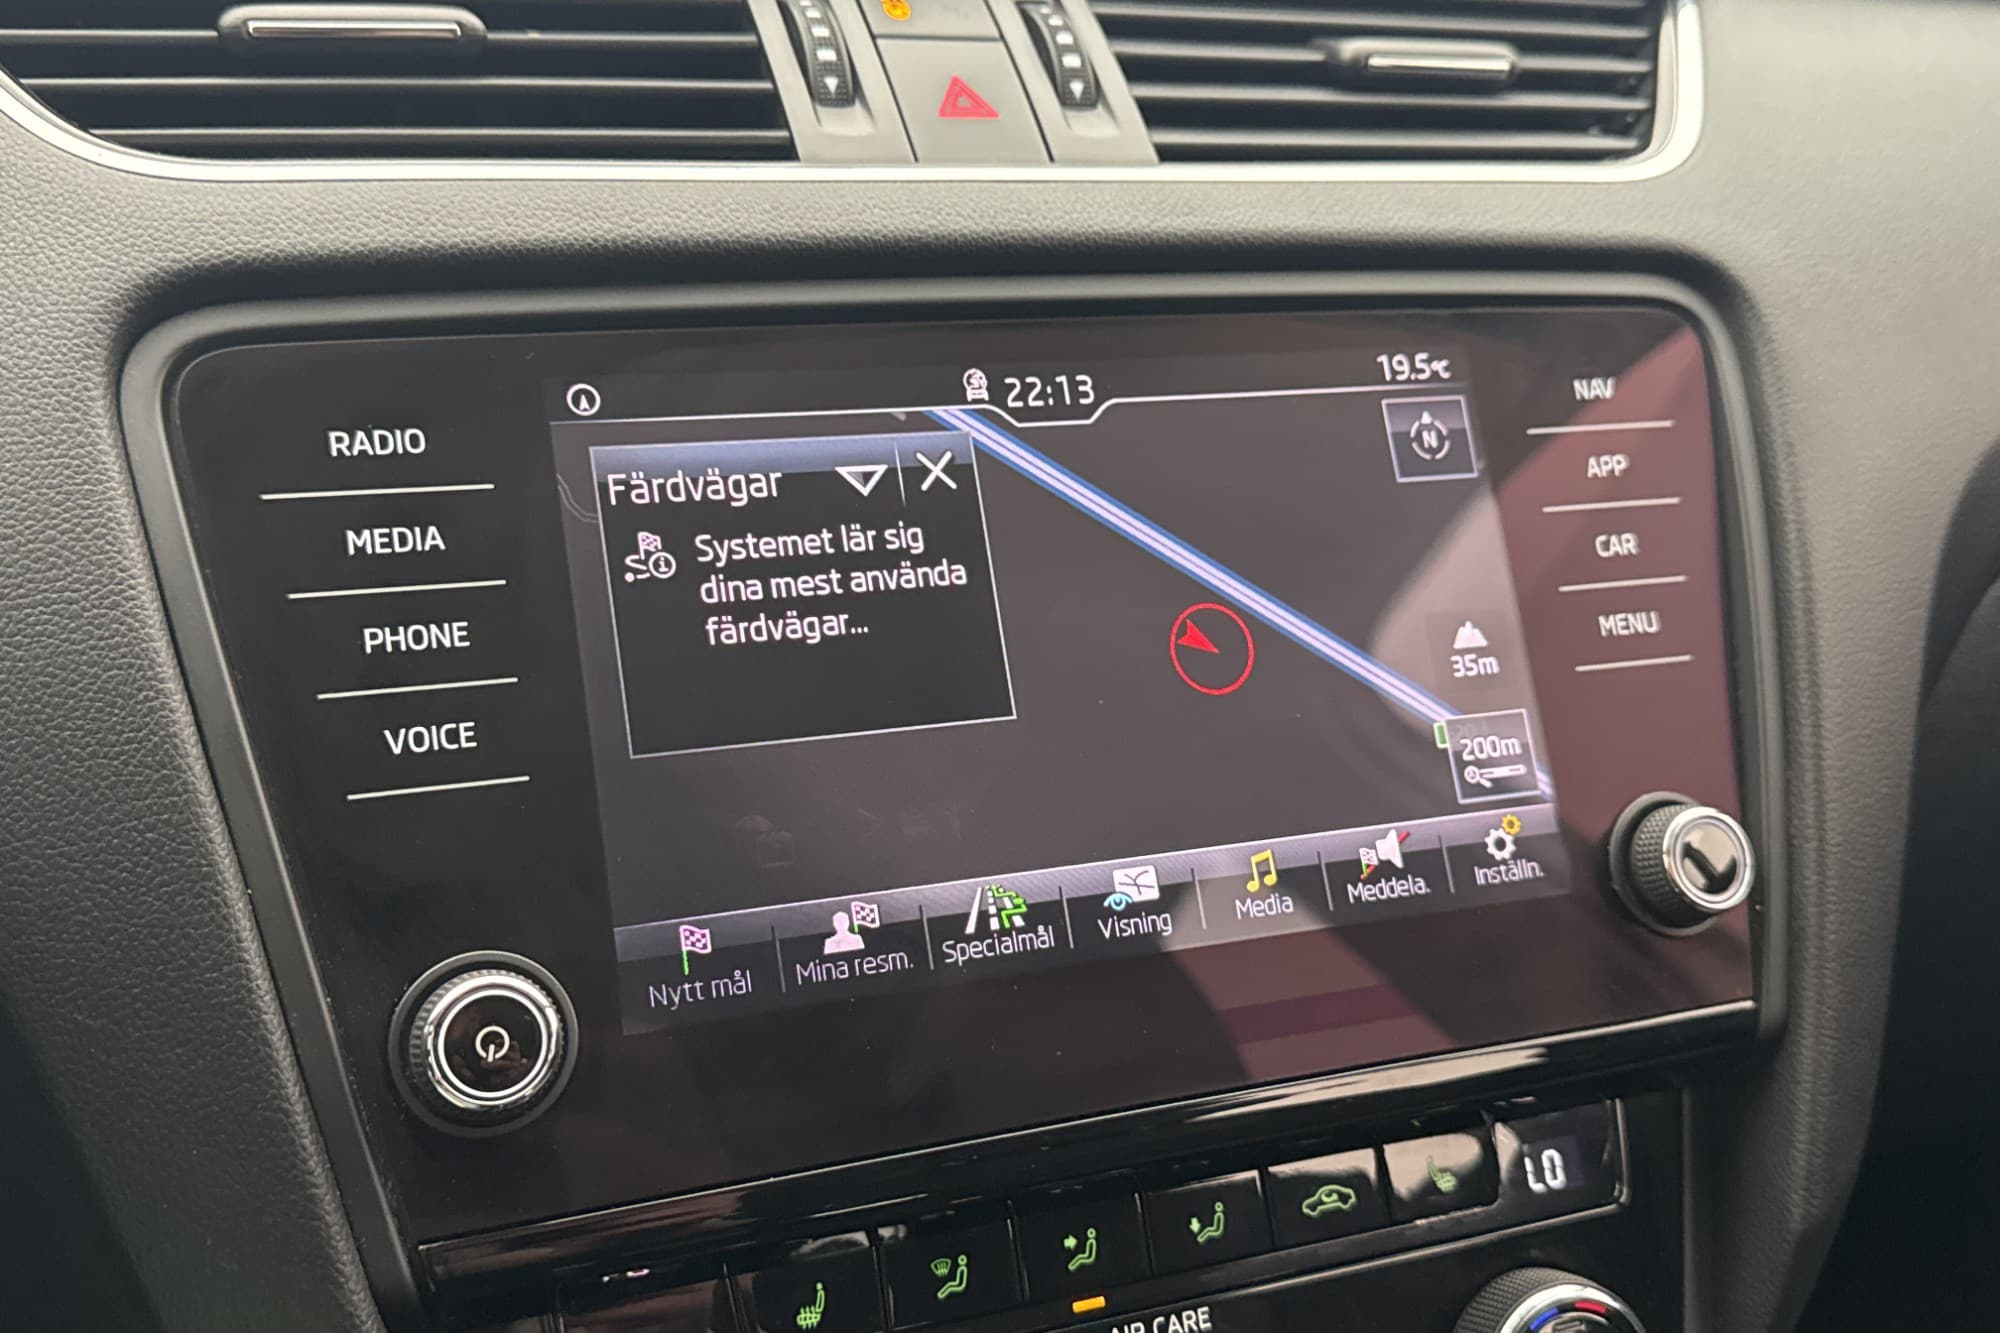 22:13
19.5°C
RADIO
MEDIA
PHONE
VOICE
NAV
APP
CAR
MENU
N
Färdvägar
Systemet lär sig
dina mest använda
färdvägar...
35m
200m
Nytt mål
Mina resm.
Specialmål
Visning
Media
Meddela.
Inställn.
LO
CARE